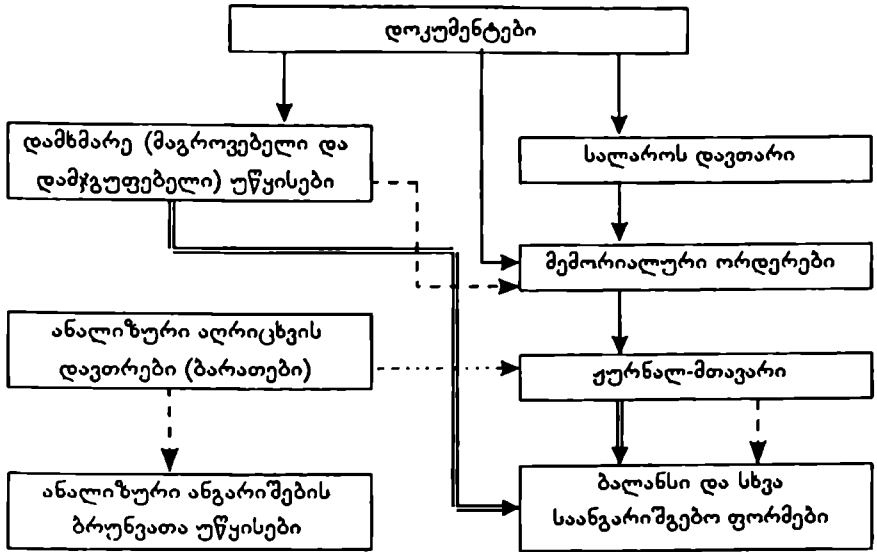 დოკუმენტები
დამხმარე (მაგროვებელი და
დამჯგუფებელი) უწყისები
სალაროს დავთარი
მემორიალური ორდერები
ანალიზური აღრიცხვის
დავთრები (ბარათები)
ჟურნალ-მთავარი
ანალიზური ანგარიშების
ბრუნვათა უწყისები
ბალანსი და სხვა
საანგარიშგებო ფორმები